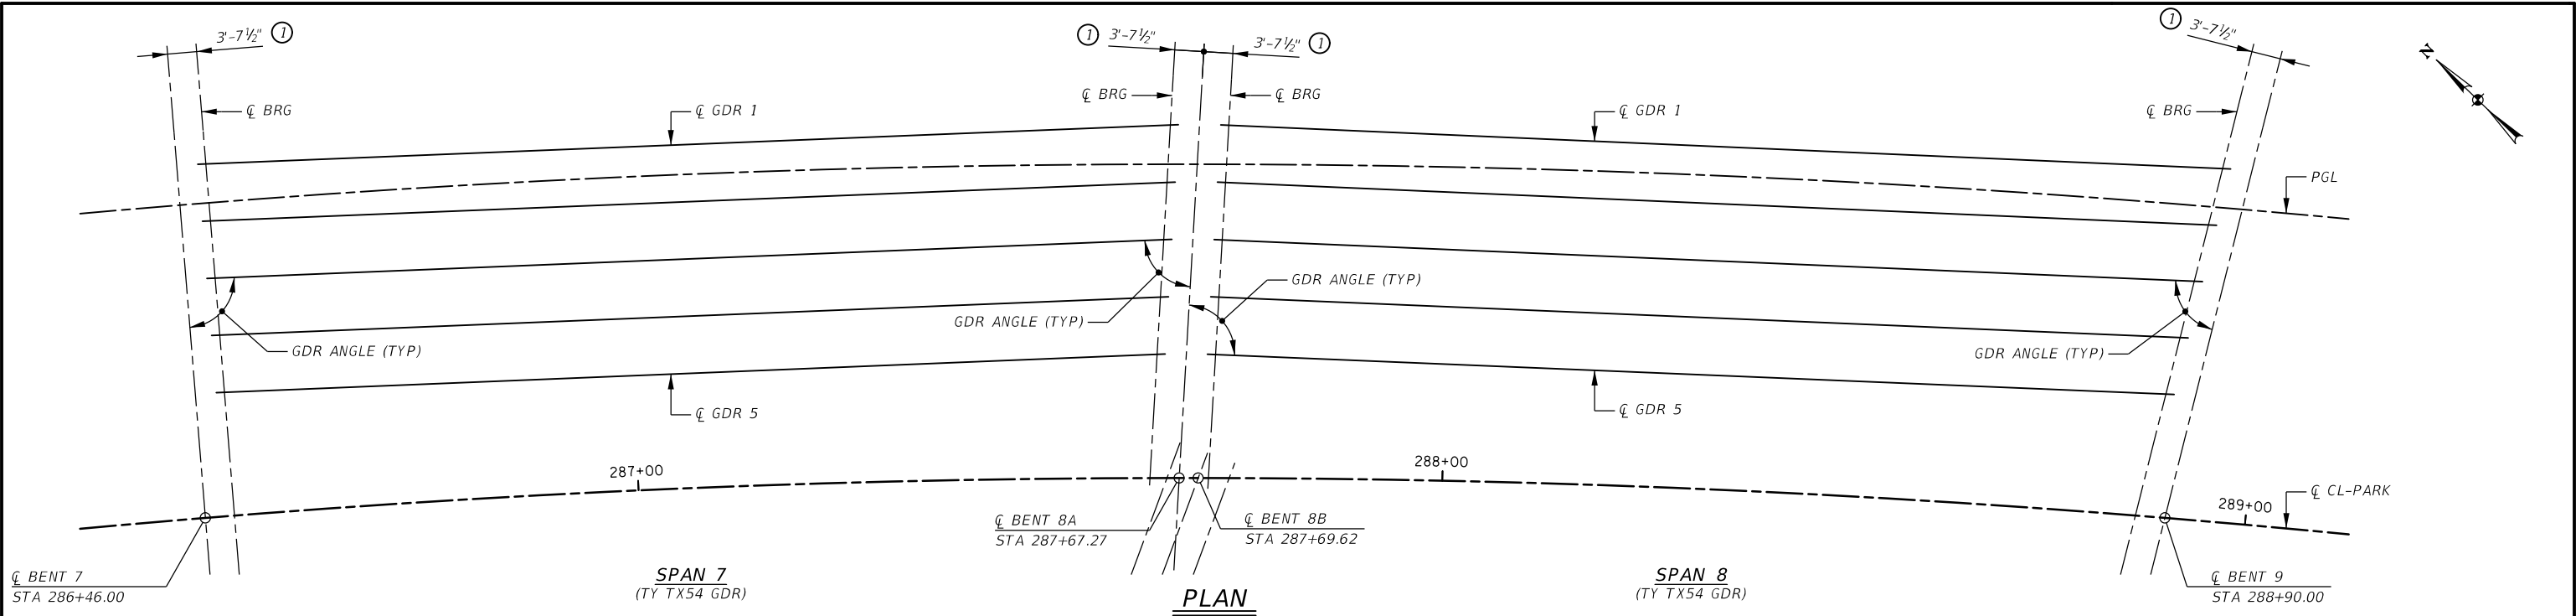 3'-7½" ①
① 3'-7½"
3'-7½" ①
① 3'-7½"
N
℄ BRG
℄ GDR 1
℄ BRG
℄ BRG
℄ GDR 1
℄ BRG
PGL
GDR ANGLE (TYP)
GDR ANGLE (TYP)
GDR ANGLE (TYP)
GDR ANGLE (TYP)
℄ GDR 5
℄ GDR 5
287+00
288+00
289+00
℄ CL-PARK
℄ BENT 8A
STA 287+67.27
℄ BENT 8B
STA 287+69.62
℄ BENT 7
STA 286+46.00
SPAN 7
(TY TX54 GDR)
PLAN
SPAN 8
(TY TX54 GDR)
℄ BENT 9
STA 288+90.00